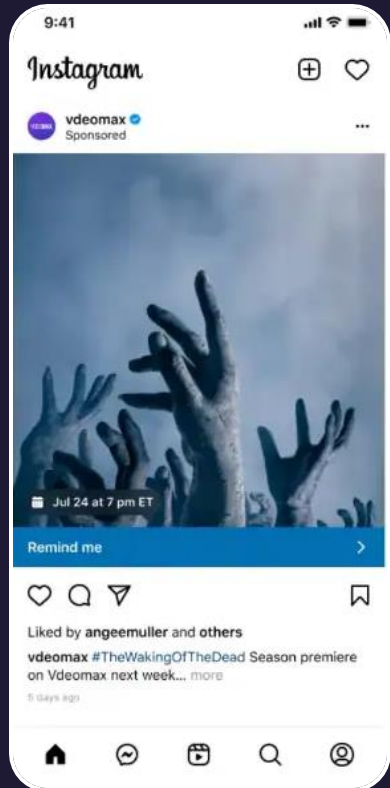 9:41
Instagram
vdeomax
Sponsored
VDEOMAX
Jul 24 at 7 pm ET
Remind me
Liked by angeemuller and others
vdeomax #TheWakingOfTheDead Season premiere
on Vdeomax next week... more
5 days ago